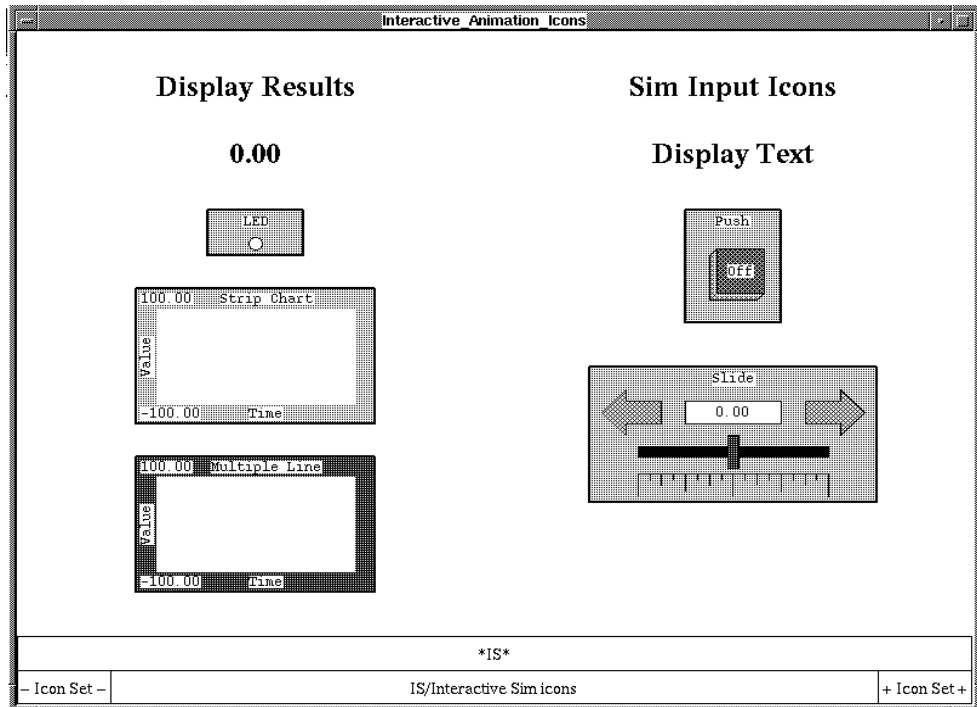 Interactive_Animation_Icons
Display Results
Sim Input Icons
0.00
Display Text
LED
Push
Off
100.00 Strip Chart
Value
-100.00 Time
Slide
0.00
100.00 Multiple Line
Value
-100.00 Time
*IS*
– Icon Set –
IS/Interactive Sim icons
+ Icon Set +